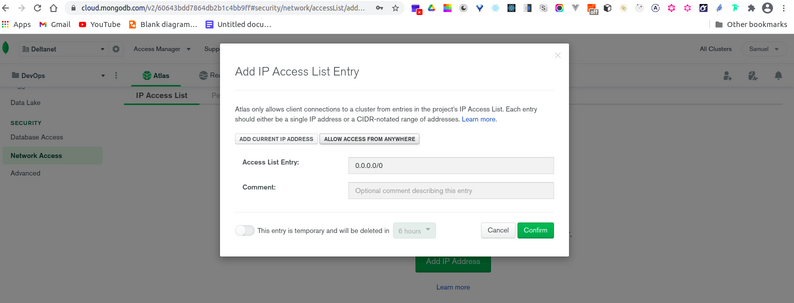 cloud.mongodb.com/v2/60643bdd7864db2b1c4bb9ff#security/network/accessList/add...
Apps
Gmail
YouTube
Blank diagram...
Untitled docu...
Other bookmarks
Deltanet
Access Manager
Supp
All Clusters
Samuel
DevOps
Atlas
Re
Data Lake
IP Access List
Pe
SECURITY
Database Access
Network Access
Advanced
Add IP Access List Entry
Atlas only allows client connections to a cluster from entries in the project's IP Access List. Each entry
should either be a single IP address or a CIDR-notated range of addresses. Learn more.
ADD CURRENT IP ADDRESS
ALLOW ACCESS FROM ANYWHERE
Access List Entry:
0.0.0.0/0
Comment:
Optional comment describing this entry
This entry is temporary and will be deleted in
6 hours
Cancel
Confirm
Add IP Address
Learn more